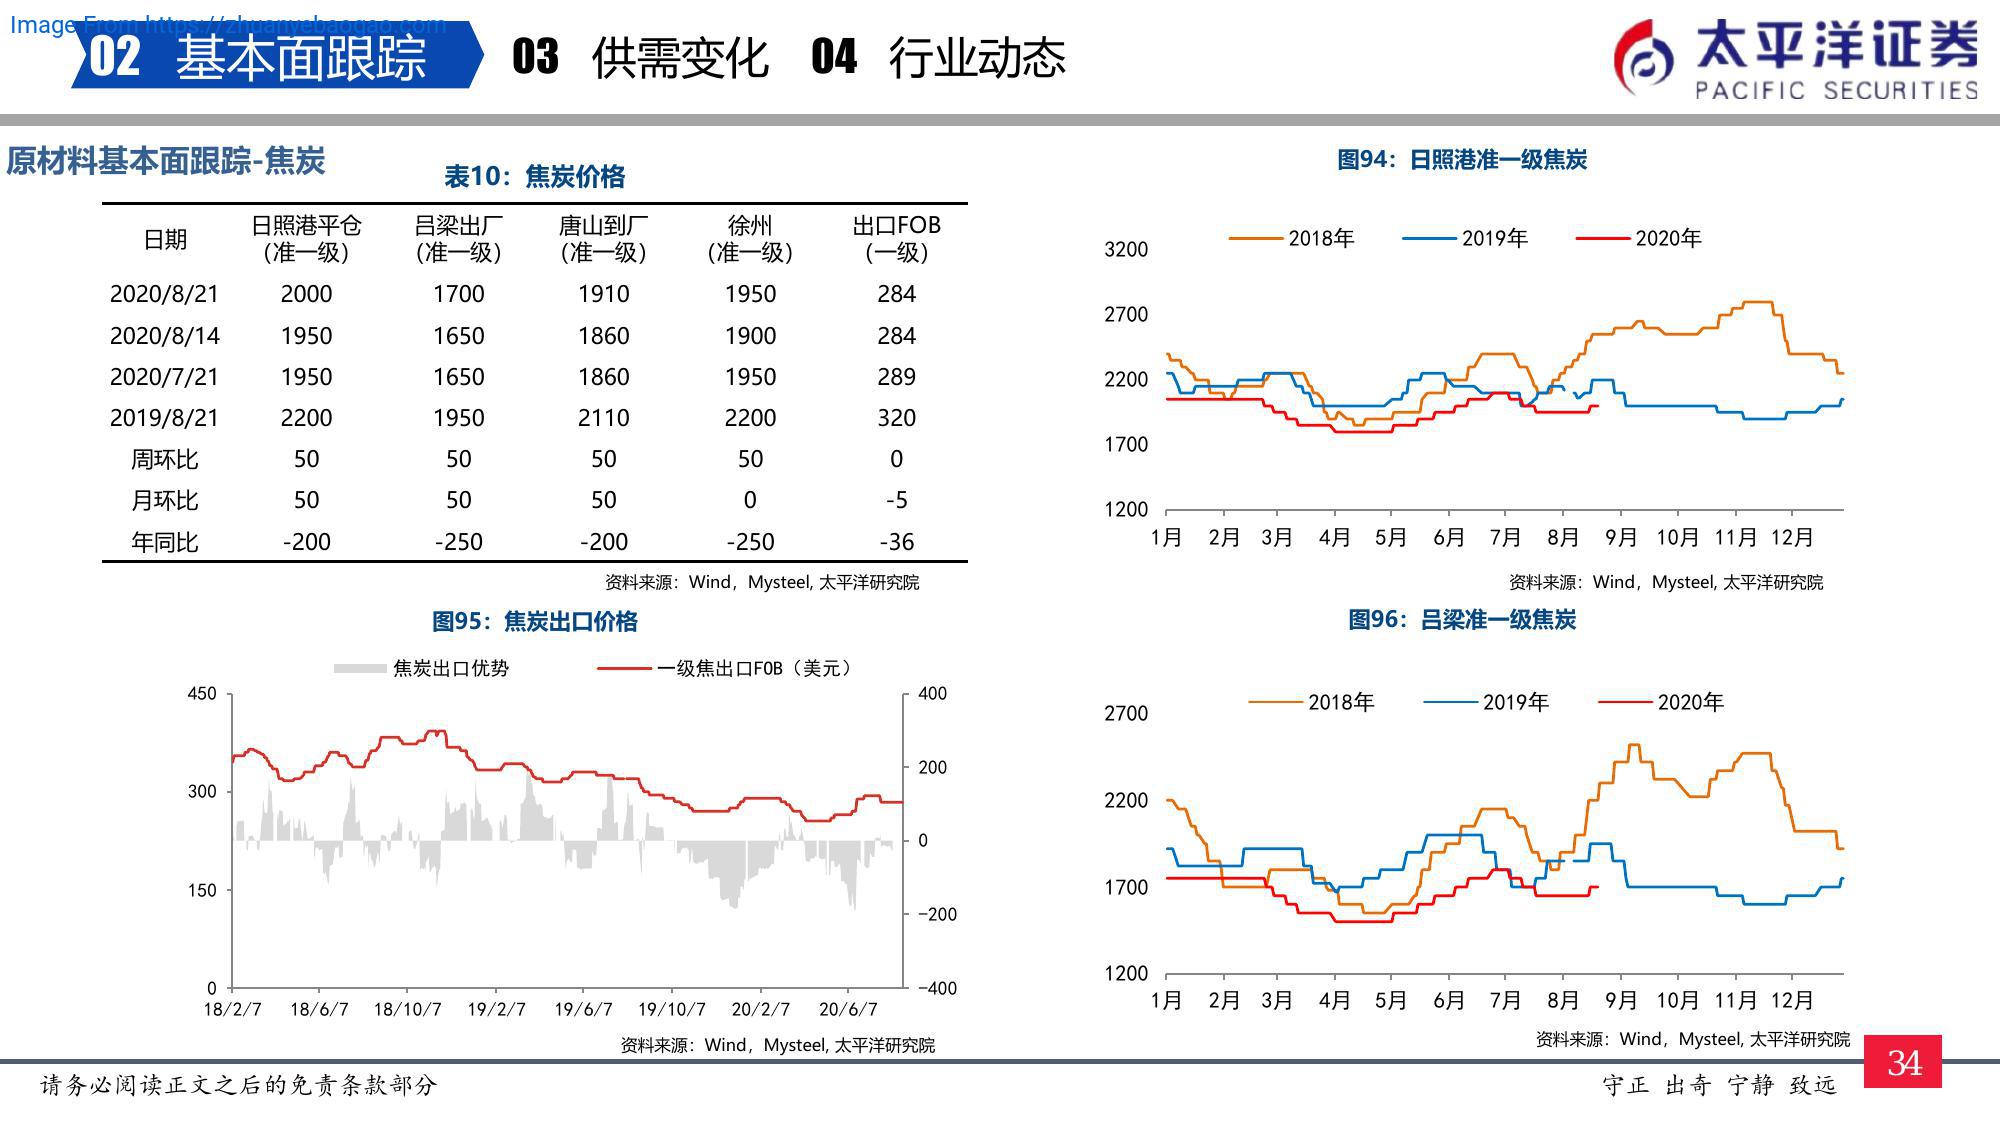 Image From https://zhuanyebaogao.com
02 基本面跟踪 03 供需变化 04 行业动态
太平洋证券
PACIFIC SECURITIES
原材料基本面跟踪-焦炭
表10：焦炭价格
日期 日照港平仓（准一级） 吕梁出厂（准一级） 唐山到厂（准一级） 徐州（准一级） 出口FOB（一级）
2020/8/21 2000 1700 1910 1950 284
2020/8/14 1950 1650 1860 1900 284
2020/7/21 1950 1650 1860 1950 289
2019/8/21 2200 1950 2110 2200 320
周环比 50 50 50 50 0
月环比 50 50 50 0 -5
年同比 -200 -250 -200 -250 -36
资料来源：Wind，Mysteel, 太平洋研究院
图94：日照港准一级焦炭
2018年 2019年 2020年
3200
2700
2200
1700
1200
1月 2月 3月 4月 5月 6月 7月 8月 9月 10月 11月 12月
资料来源：Wind，Mysteel, 太平洋研究院
图95：焦炭出口价格
焦炭出口优势 一级焦出口FOB（美元）
450 400
200
300
0
150
-200
0 -400
18/2/7 18/6/7 18/10/7 19/2/7 19/6/7 19/10/7 20/2/7 20/6/7
资料来源：Wind，Mysteel, 太平洋研究院
图96：吕梁准一级焦炭
2018年 2019年 2020年
2700
2200
1700
1200
1月 2月 3月 4月 5月 6月 7月 8月 9月 10月 11月 12月
资料来源：Wind，Mysteel, 太平洋研究院
请务必阅读正文之后的免责条款部分
守正 出奇 宁静 致远
34